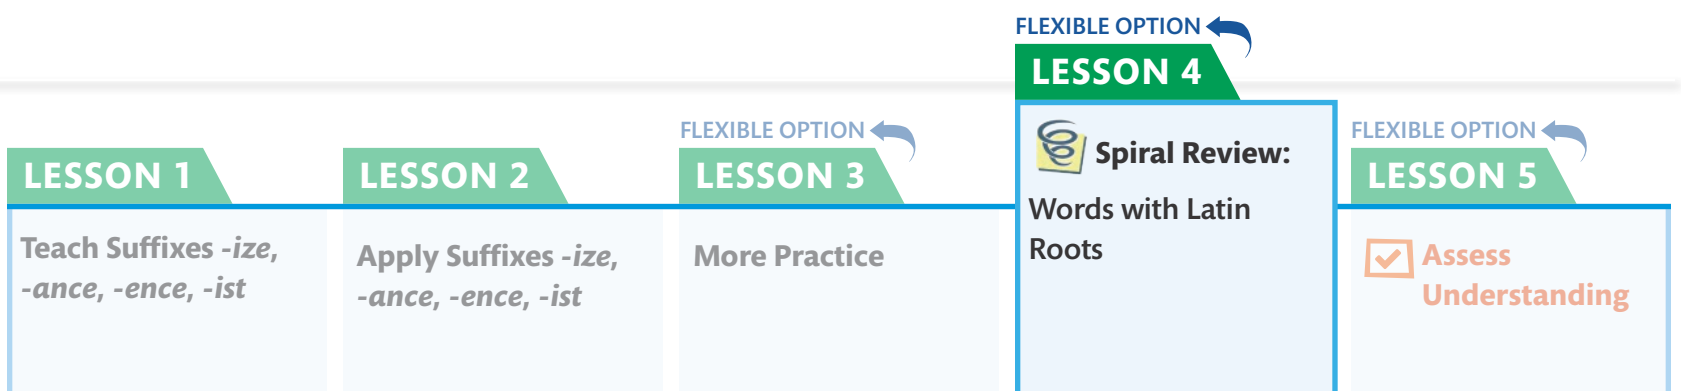 LESSON 1
Teach Suffixes -ize,
-ance, -ence, -ist
LESSON 2
Apply Suffixes -ize,
-ance, -ence, -ist
FLEXIBLE OPTION
LESSON 3
More Practice
FLEXIBLE OPTION
LESSON 4
Spiral Review:
Words with Latin
Roots
FLEXIBLE OPTION
LESSON 5
Assess
Understanding